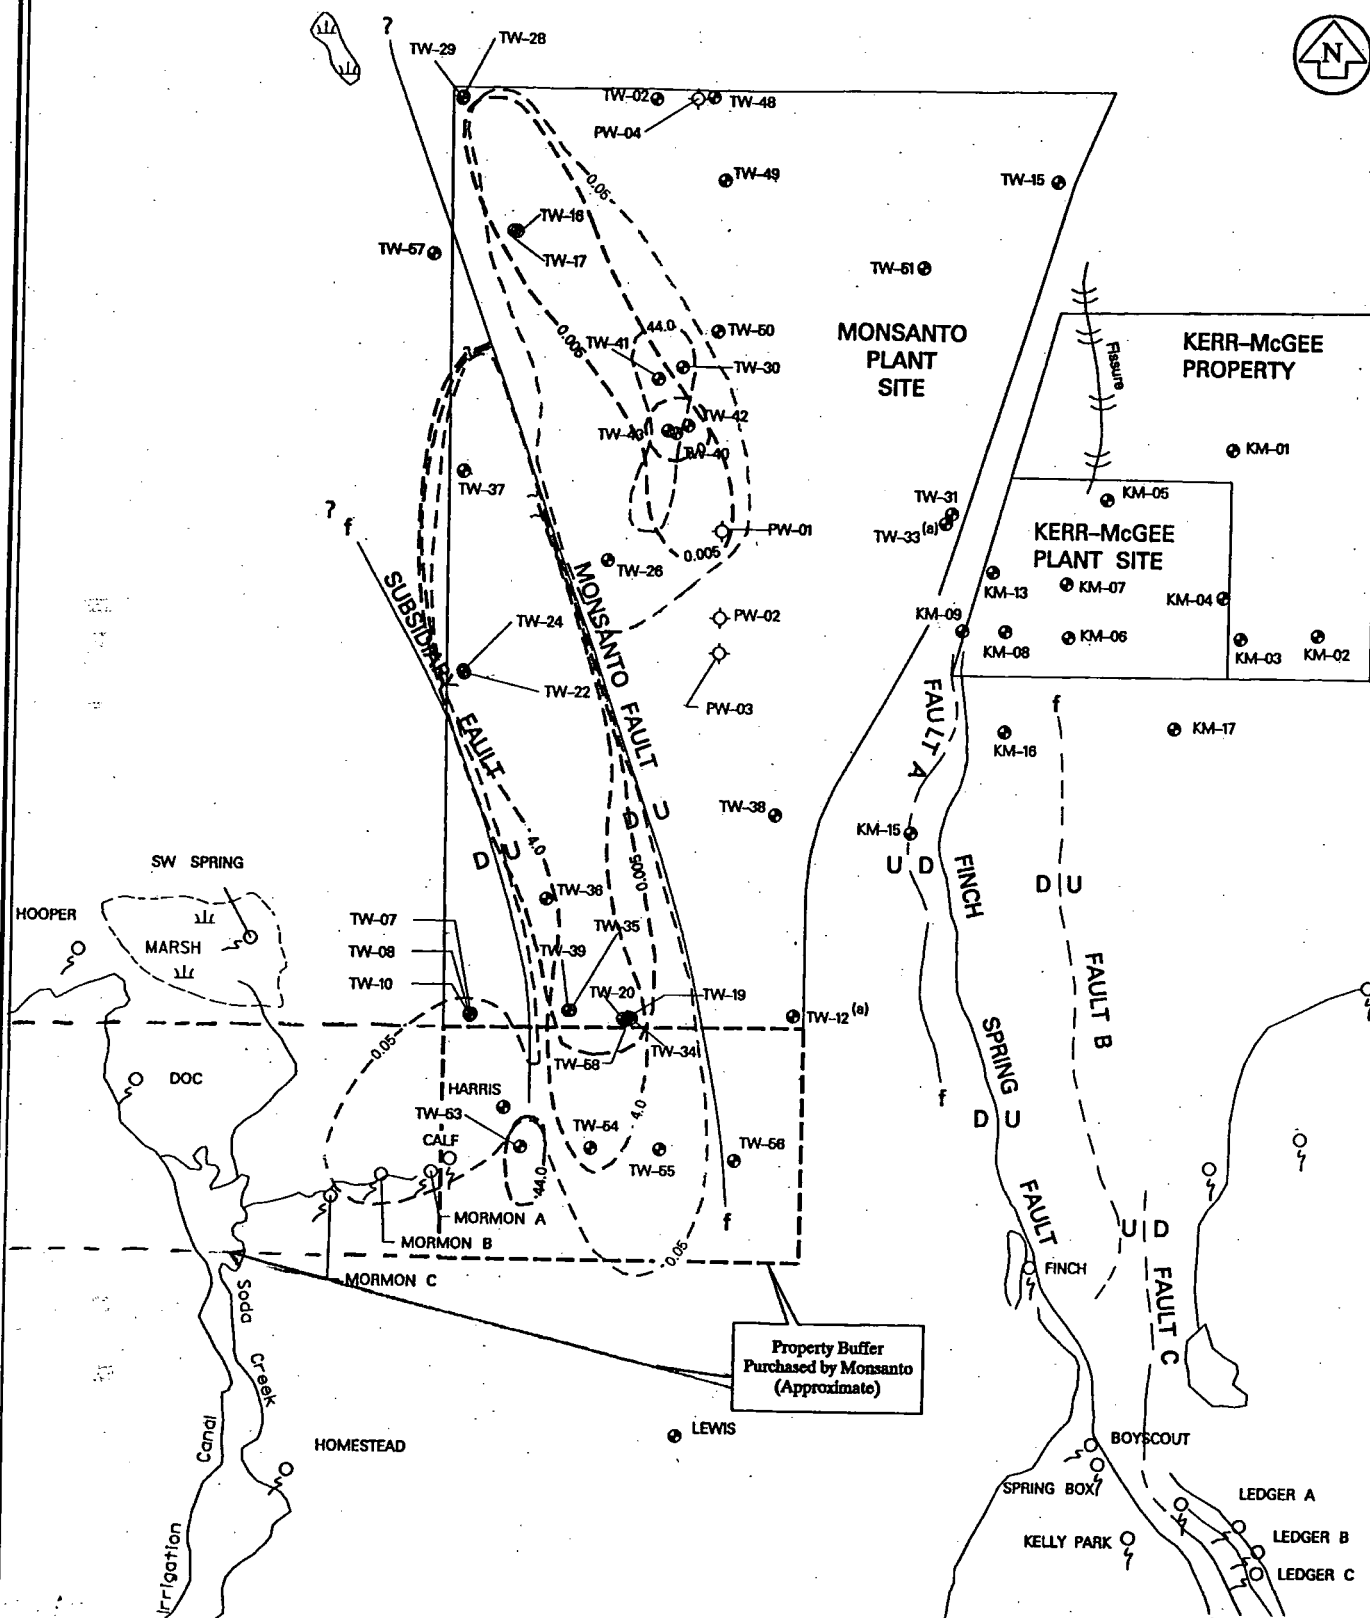 ?
TW-28
TW-29
N
TW-02
TW-48
PW-04
TW-49
TW-15
TW-16
TW-17
TW-57
TW-51
0.05
TW-50
44.0
TW-41
TW-30
0.005
MONSANTO
PLANT
SITE
KERR-McGEE
PROPERTY
Fissure
TW-42
TW-43
TW-40
KM-01
TW-37
KM-05
TW-31
TW-33(a)
KERR-McGEE
PLANT SITE
PW-01
0.005
?
f
TW-26
KM-13
KM-07
KM-04
PW-02
KM-09
KM-08
KM-06
KM-03
KM-02
SUBSIDIARY FAULT
MONSANTO FAULT
TW-24
TW-22
PW-03
f
KM-16
KM-17
FAULT A
TW-38
U
D
KM-15
U D
D U
D U
4.0
0.005
FINCH SPRING FAULT
FAULT B
TW-36
SW SPRING
HOOPER
MARSH
TW-07
TW-08
TW-10
TW-35
TW-39
TW-20
TW-19
TW-12(a)
TW-34
TW-58
0.05
DOC
HARRIS
TW-53
CALF
TW-54
4.0
TW-55
TW-56
f
D U
44.0
MORMON A
MORMON B
MORMON C
f
0.05
U D
FAULT C
FINCH
Property Buffer
Purchased by Monsanto
(Approximate)
Soda Creek
LEWIS
HOMESTEAD
Irrigation Canal
BOYSCOUT
SPRING BOX
KELLY PARK
LEDGER A
LEDGER B
LEDGER C